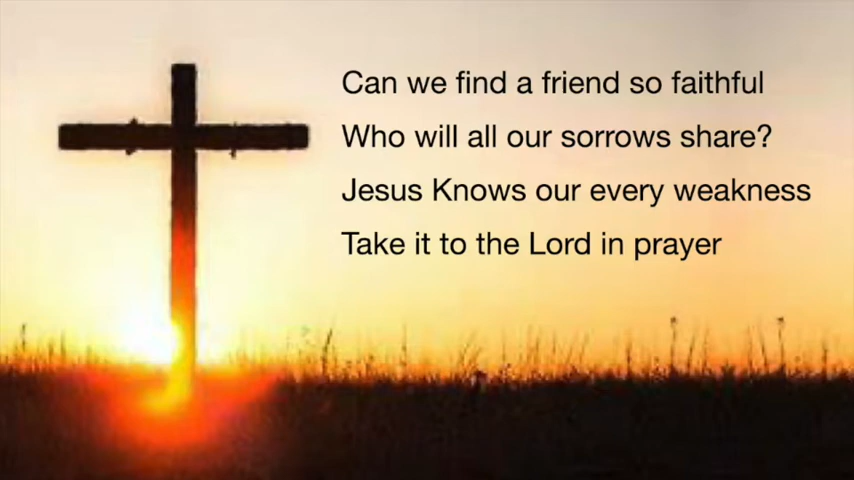 Can we find a friend so faithful
Who will all our sorrows share?
Jesus Knows our every weakness
Take it to the Lord in prayer